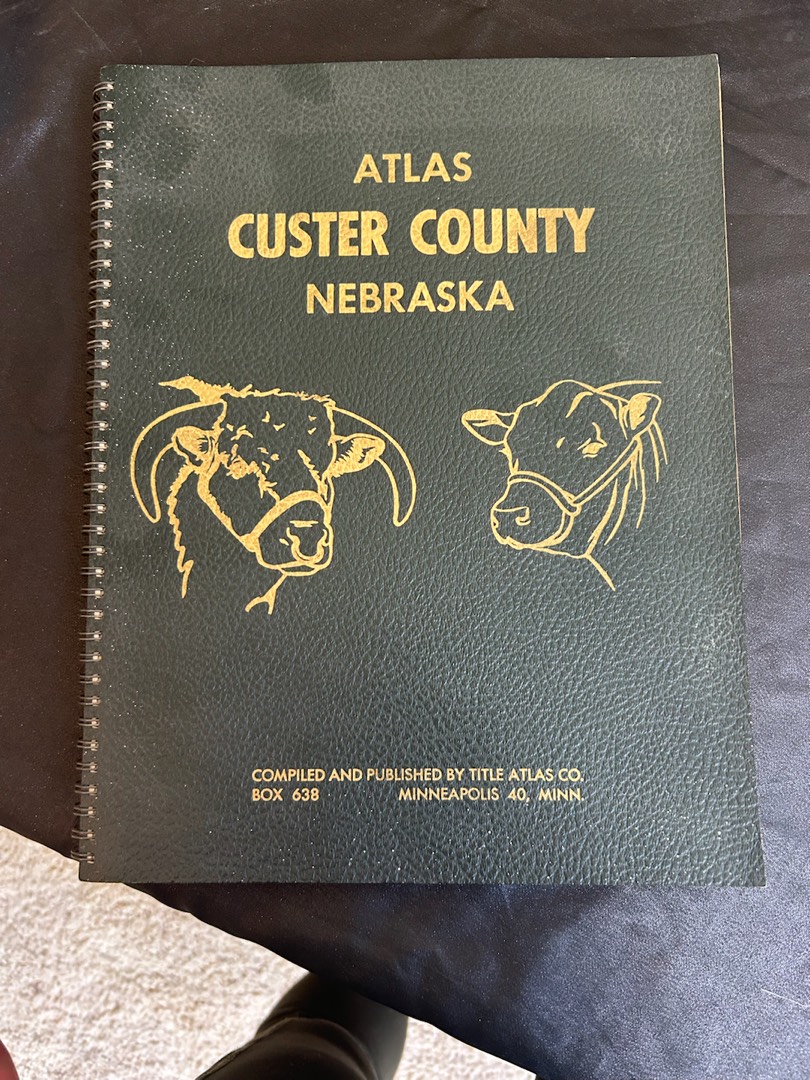 ATLAS
CUSTER COUNTY
NEBRASKA
COMPILED AND PUBLISHED BY TITLE ATLAS CO.
BOX 638 MINNEAPOLIS 40, MINN.